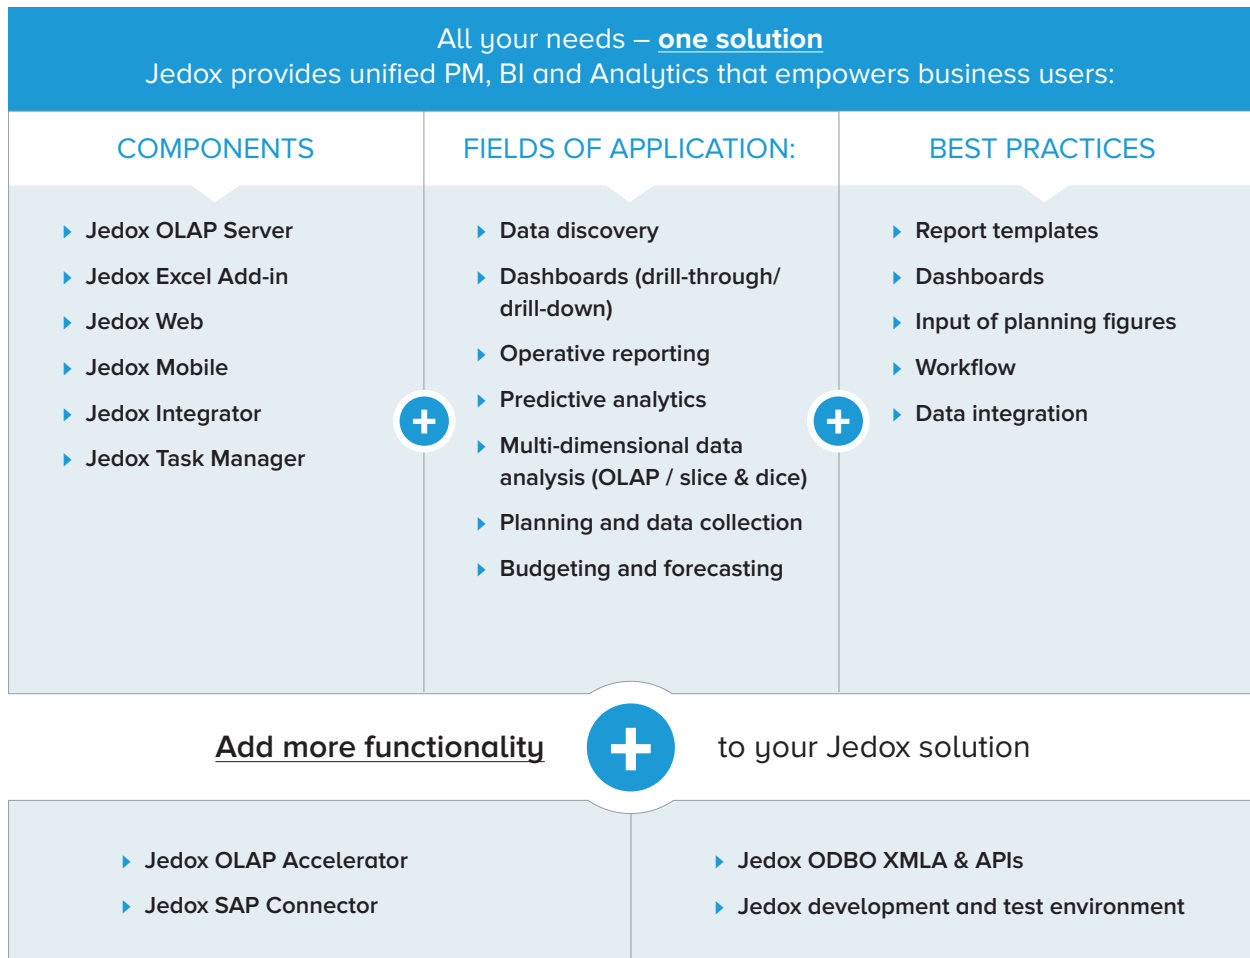 All your needs – one solution
Jedox provides unified PM, BI and Analytics that empowers business users:
COMPONENTS
Jedox OLAP Server
Jedox Excel Add-in
Jedox Web
Jedox Mobile
Jedox Integrator
Jedox Task Manager
FIELDS OF APPLICATION:
Data discovery
Dashboards (drill-through/
drill-down)
Operative reporting
Predictive analytics
Multi-dimensional data
analysis (OLAP / slice & dice)
Planning and data collection
Budgeting and forecasting
BEST PRACTICES
Report templates
Dashboards
Input of planning figures
Workflow
Data integration
Add more functionality + to your Jedox solution
Jedox OLAP Accelerator
Jedox SAP Connector
Jedox ODBO XMLA & APIs
Jedox development and test environment